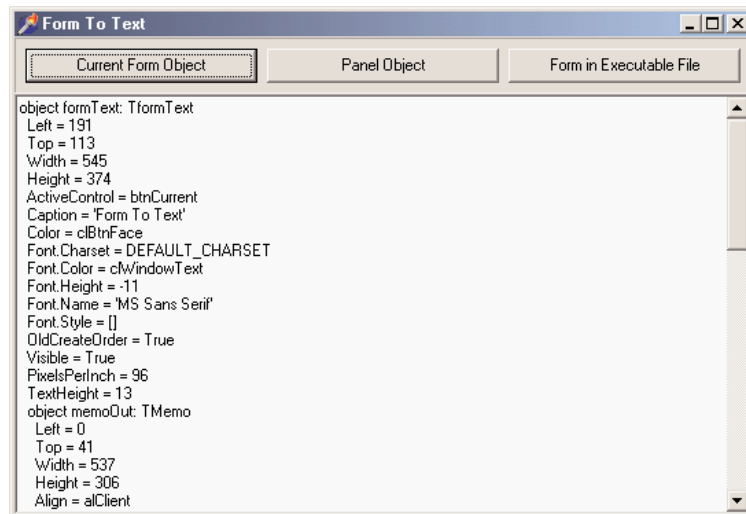 Form To Text
Current Form Object
Panel Object
Form in Executable File
object formText: TformText
Left = 191
Top = 113
Width = 545
Height = 374
ActiveControl = btnCurrent
Caption = 'Form To Text'
Color = clBtnFace
Font.Charset = DEFAULT_CHARSET
Font.Color = clWindowText
Font.Height = -11
Font.Name = 'MS Sans Serif'
Font.Style = []
OldCreateOrder = True
Visible = True
PixelsPerInch = 96
TextHeight = 13
object memoOut: TMemo
Left = 0
Top = 41
Width = 537
Height = 306
Align = alClient